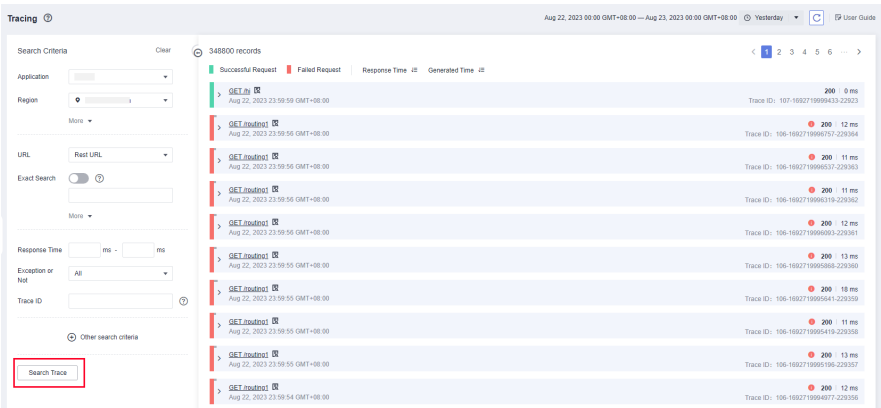 Tracing
Aug 22, 2023 00:00 GMT+08:00 — Aug 23, 2023 00:00 GMT+08:00 Yesterday User Guide
Search Criteria Clear
Application
Region
More
URL Rest URL
Exact Search
More
Response Time ms - ms
Exception or Not All
Trace ID
Other search criteria
Search Trace
348800 records
1 2 3 4 5 6 ...
Successful Request Failed Request Response Time Generated Time
GET /hi 200 0 ms
Aug 22, 2023 23:59:59 GMT+08:00 Trace ID: 107-1692719999433-22923
GET /routing1 200 12 ms
Aug 22, 2023 23:59:56 GMT+08:00 Trace ID: 106-1692719996757-229364
GET /routing1 200 11 ms
Aug 22, 2023 23:59:56 GMT+08:00 Trace ID: 106-1692719996537-229363
GET /routing1 200 11 ms
Aug 22, 2023 23:59:56 GMT+08:00 Trace ID: 106-1692719996319-229362
GET /routing1 200 12 ms
Aug 22, 2023 23:59:56 GMT+08:00 Trace ID: 106-1692719996093-229361
GET /routing1 200 13 ms
Aug 22, 2023 23:59:55 GMT+08:00 Trace ID: 106-1692719995868-229360
GET /routing1 200 18 ms
Aug 22, 2023 23:59:55 GMT+08:00 Trace ID: 106-1692719995641-229359
GET /routing1 200 11 ms
Aug 22, 2023 23:59:55 GMT+08:00 Trace ID: 106-1692719995419-229358
GET /routing1 200 13 ms
Aug 22, 2023 23:59:55 GMT+08:00 Trace ID: 106-1692719995196-229357
GET /routing1 200 12 ms
Aug 22, 2023 23:59:54 GMT+08:00 Trace ID: 106-1692719994977-229356